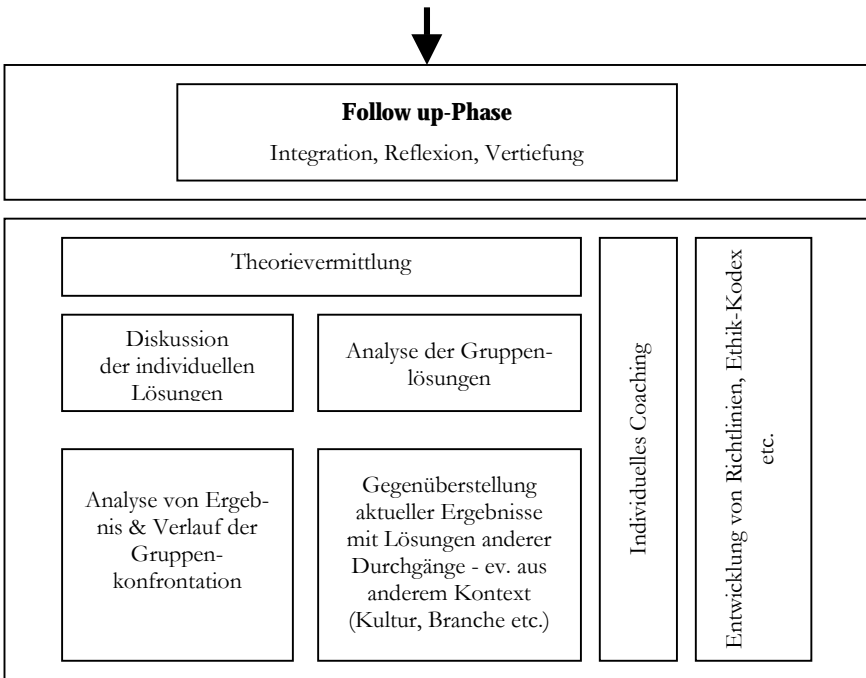 Follow up-Phase
Integration, Reflexion, Vertiefung
Theorievermittlung
Diskussion
der individuellen
Lösungen
Analyse der Gruppen-
lösungen
Analyse von Ergeb-
nis & Verlauf der
Gruppen-
konfrontation
Gegenüberstellung
aktueller Ergebnisse
mit Lösungen anderer
Durchgänge - ev. aus
anderem Kontext
(Kultur, Branche etc.)
Individuelles Coaching
Entwicklung von Richtlinien, Ethik-Kodex
etc.